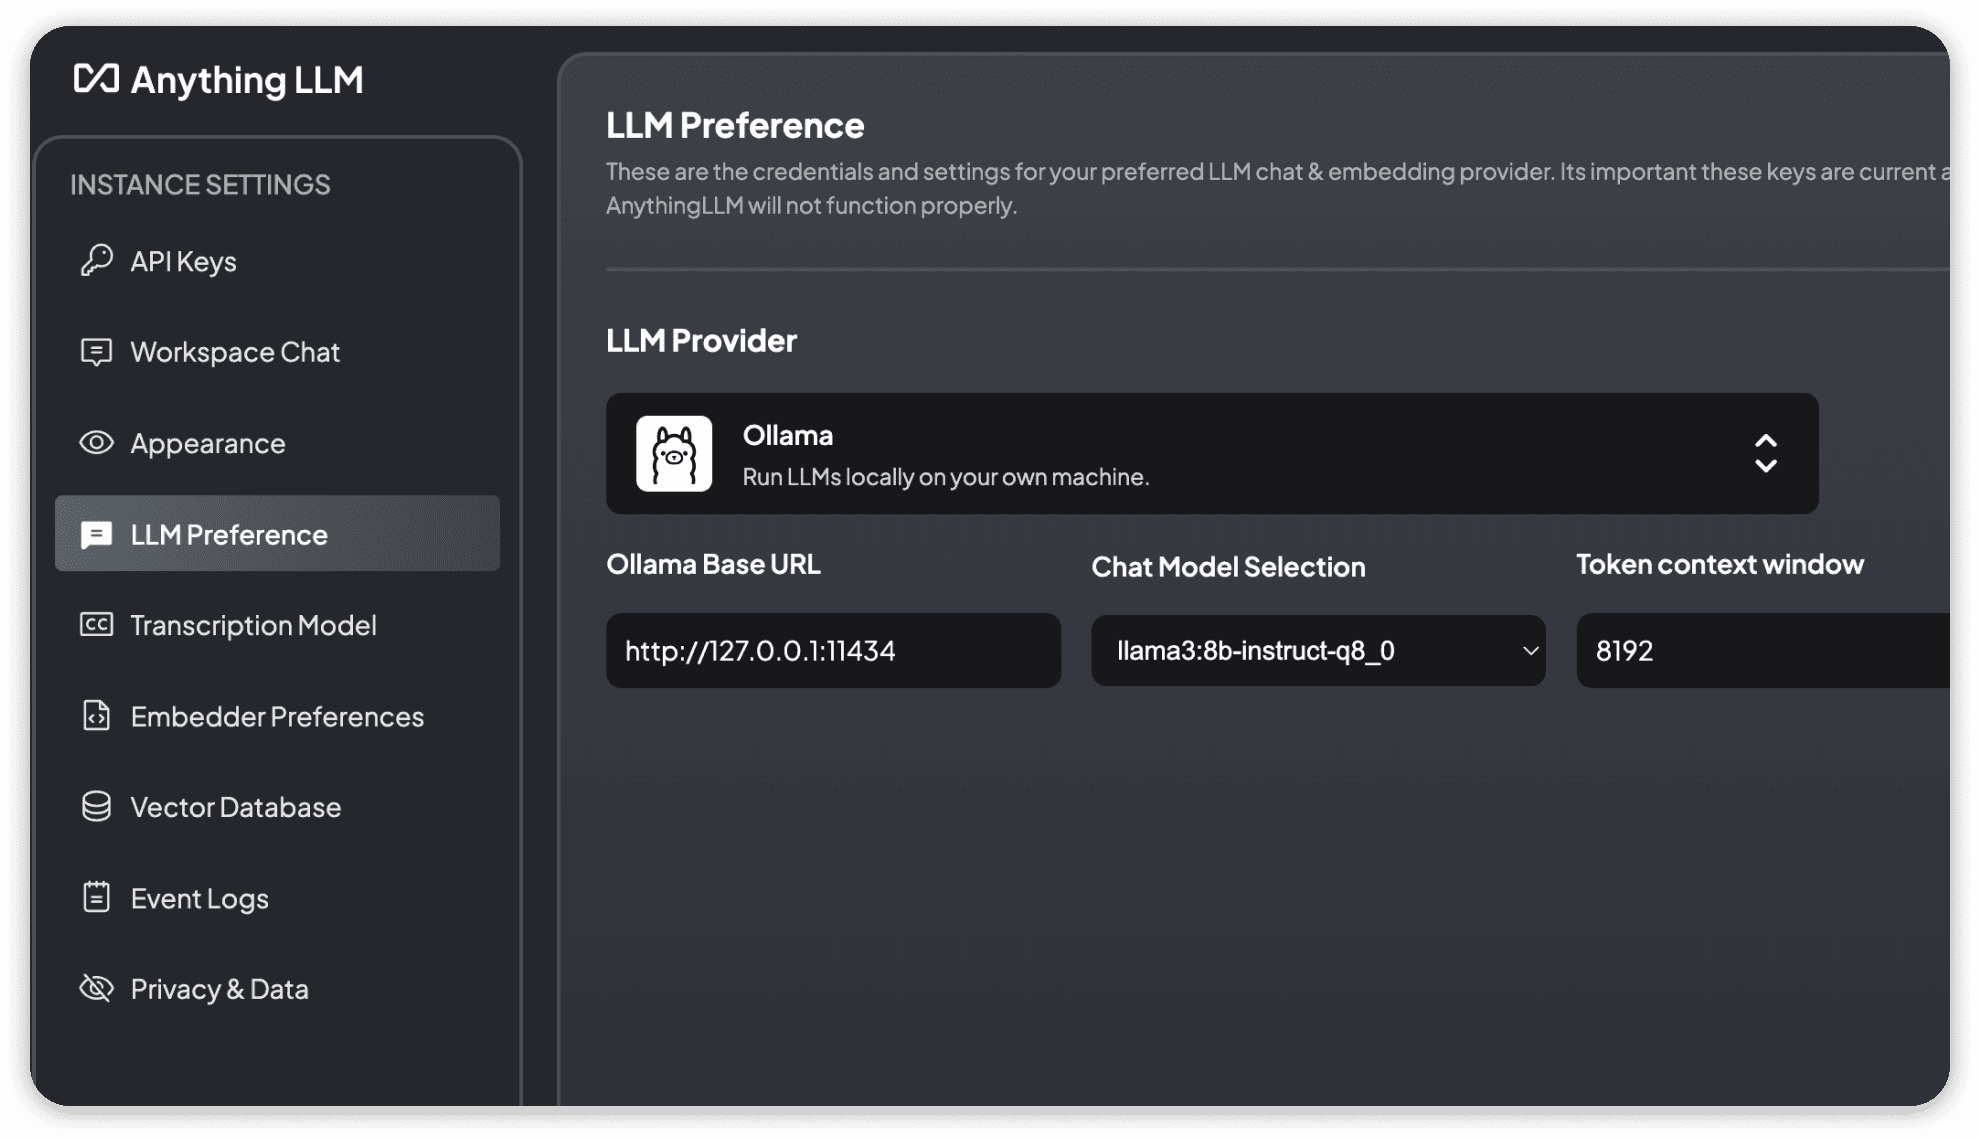 Anything LLM
INSTANCE SETTINGS
API Keys
Workspace Chat
Appearance
LLM Preference
Transcription Model
Embedder Preferences
Vector Database
Event Logs
Privacy & Data
LLM Preference
These are the credentials and settings for your preferred LLM chat & embedding provider. Its important these keys are current a
AnythingLLM will not function properly.
LLM Provider
Ollama
Run LLMs locally on your own machine.
Ollama Base URL
Chat Model Selection
Token context window
http://127.0.0.1:11434
llama3:8b-instruct-q8_0
8192
CC